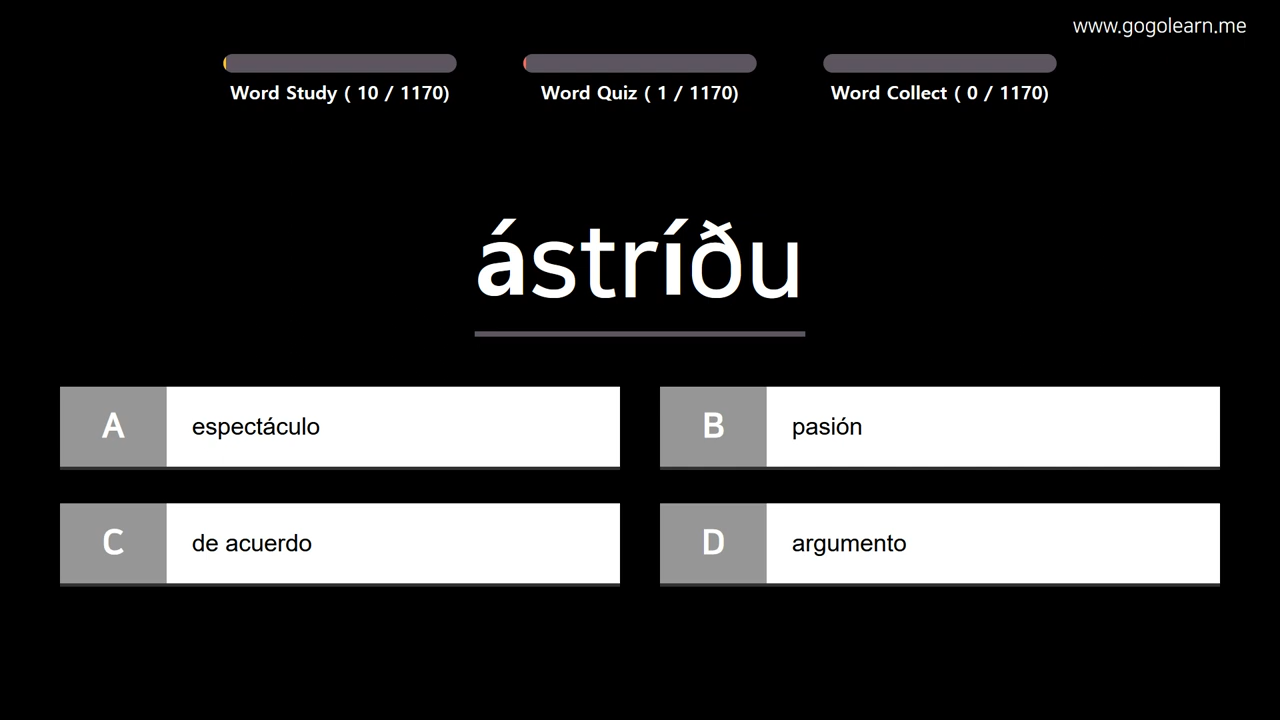 www.gogolearn.me
Word Study ( 10 / 1170)
Word Quiz ( 1 / 1170)
Word Collect ( 0 / 1170)
ástríðu
A espectáculo
B pasión
C de acuerdo
D argumento